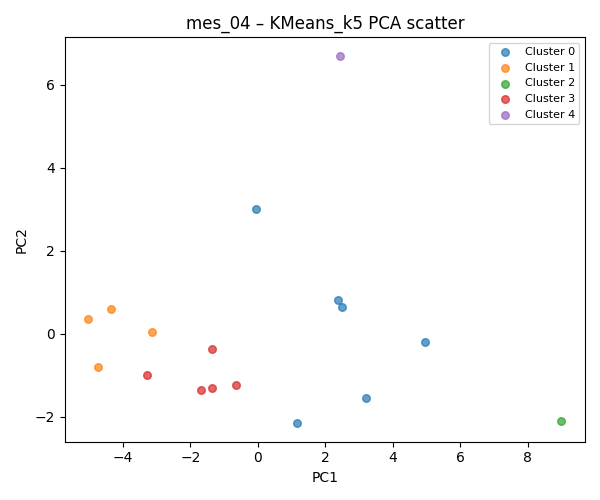 mes_04 – KMeans_k5 PCA scatter
Cluster 0
Cluster 1
Cluster 2
Cluster 3
Cluster 4
PC2
6
4
2
0
−2
−4 −2 0 2 4 6 8
PC1